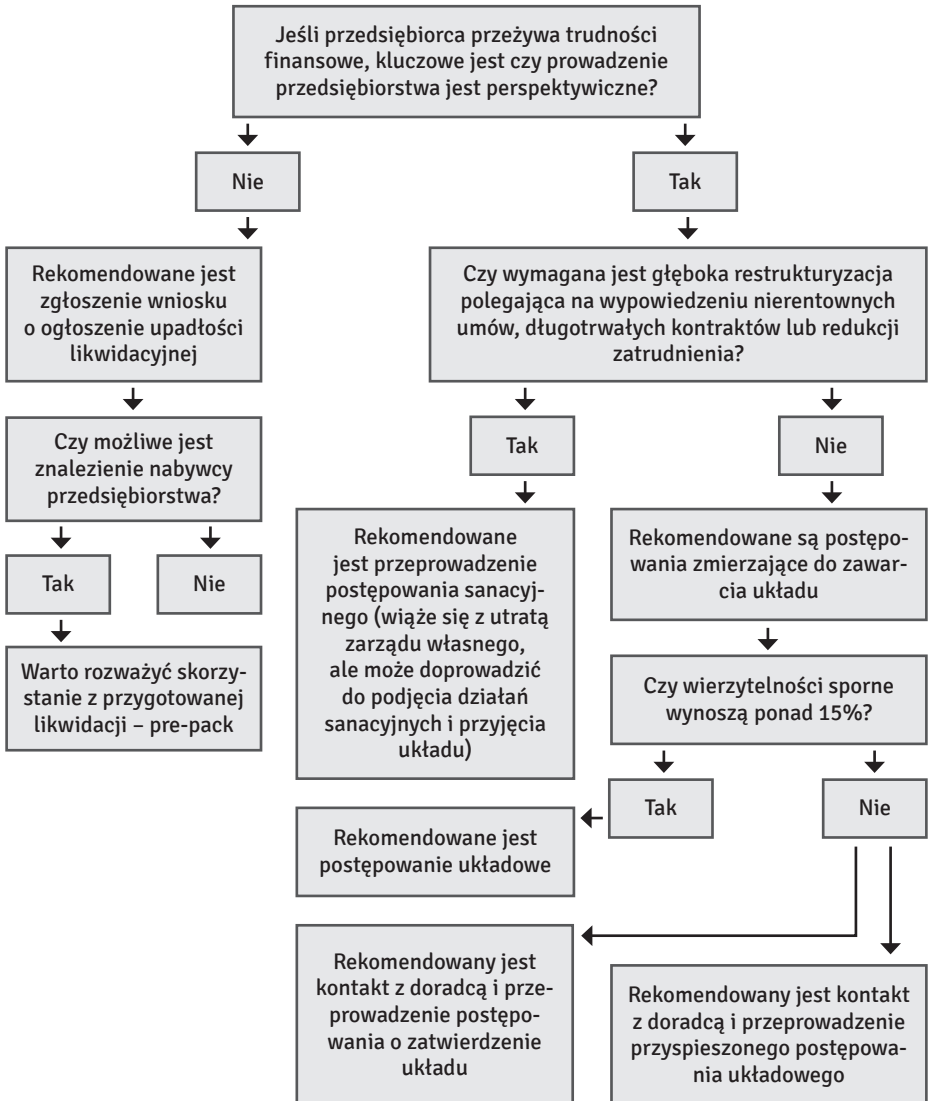 Jeśli przedsiębiorca przeżywa trudności
finansowe, kluczowe jest czy prowadzenie
przedsiębiorstwa jest perspektywiczne?
Nie
Tak
Rekomendowane jest
zgłoszenie wniosku
o ogłoszenie upadłości
likwidacyjnej
Czy wymagana jest głęboka restrukturyzacja
polegająca na wypowiedzeniu nierentownych
umów, długotrwałych kontraktów lub redukcji
zatrudnienia?
Czy możliwe jest
znalezienie nabywcy
przedsiębiorstwa?
Tak
Nie
Tak
Nie
Warto rozważyć skorzy-
stanie z przygotowanej
likwidacji – pre-pack
Rekomendowane
jest przeprowadzenie
postępowania sanacyj-
nego (wiąże się z utratą
zarządu własnego,
ale może doprowadzić
do podjęcia działań
sanacyjnych i przyjęcia
układu)
Rekomendowane są postępo-
wania zmierzające do zawar-
cia układu
Czy wierzytelności sporne
wynoszą ponad 15%?
Tak
Nie
Rekomendowane jest
postępowanie układowe
Rekomendowany jest
kontakt z doradcą i prze-
prowadzenie postępo-
wania o zatwierdzenie
układu
Rekomendowany jest kontakt
z doradcą i przeprowadzenie
przyspieszonego postępowa-
nia układowego